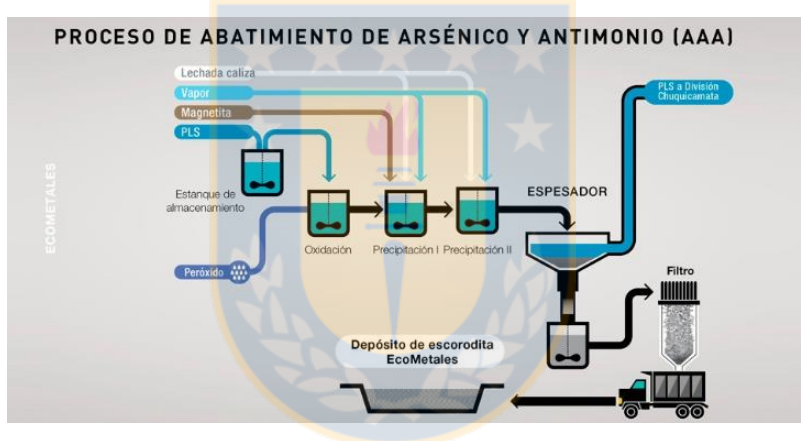 PROCESO DE ABATIMIENTO DE ARSÉNICO Y ANTIMONIO (AAA)
Lechada caliza
Vapor
Magnetita
PLS
PLS a División
Chuquicamata
ECOMETALES
Estanque de
almacenamiento
ESPESADOR
Oxidación
Precipitación I
Precipitación II
Peróxido
Filtro
Depósito de escorodita
EcoMetales